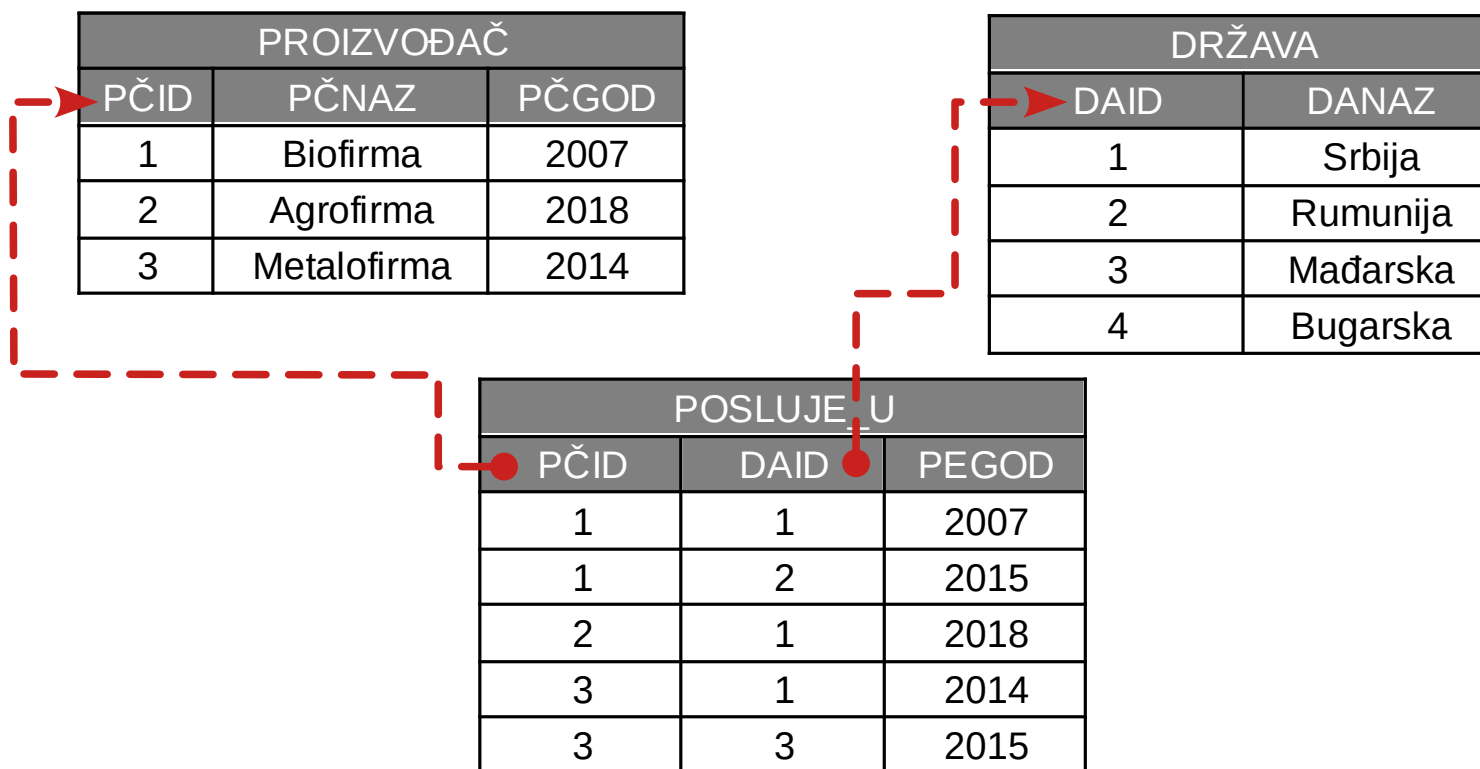 PROIZVOĐAČ
PČID PČNAZ PČGOD
1 Biofirma 2007
2 Agrofirma 2018
3 Metalofirma 2014
DRŽAVA
DAID DANAZ
1 Srbija
2 Rumunija
3 Mađarska
4 Bugarska
POSLUJE_U
PČID DAID PEGOD
1 1 2007
1 2 2015
2 1 2018
3 1 2014
3 3 2015